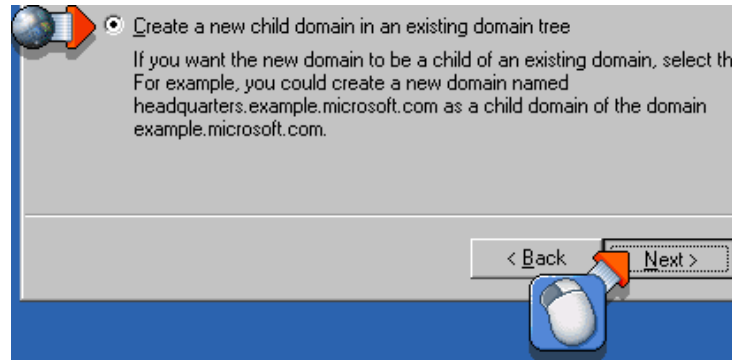 Create a new child domain in an existing domain tree
If you want the new domain to be a child of an existing domain, select
For example, you could create a new domain named
headquarters.example.microsoft.com as a child domain of the domain
example.microsoft.com.
< Back Next >